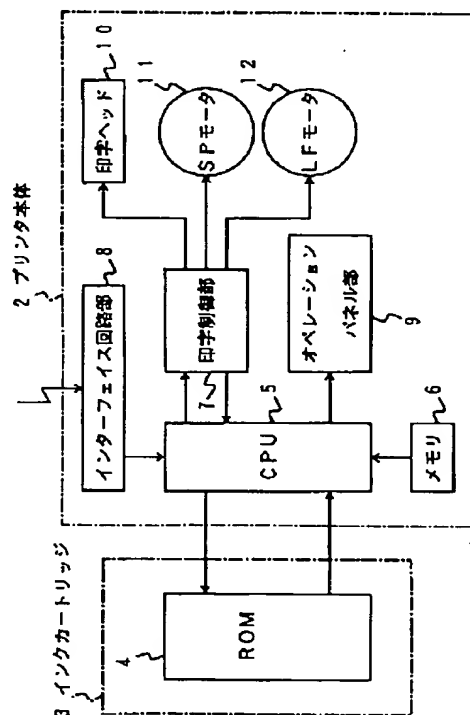 3 インクカートリッジ
4
ROM
2 プリンタ本体
インターフェイス回路部
8
CPU
5
メモリ
6
印字制御部
7
オペレーション
パネル部
9
印字ヘッド
10
SPモータ
11
LFモータ
12